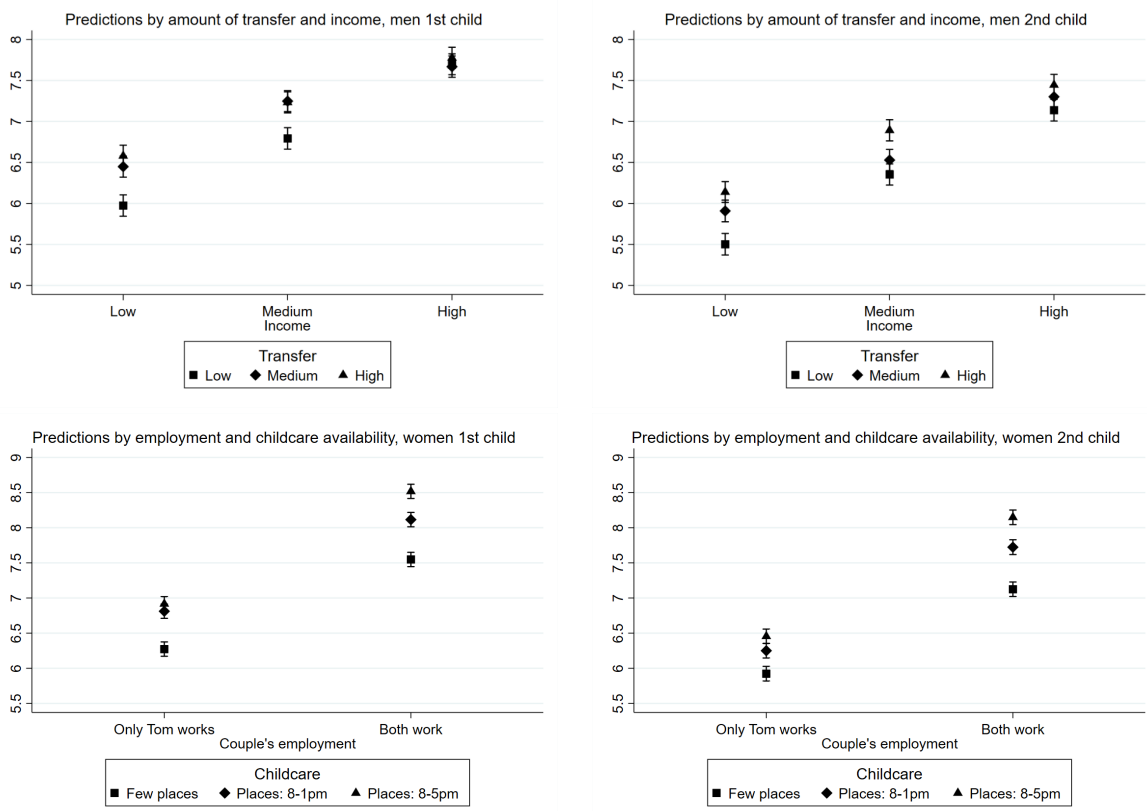 Predictions by amount of transfer and income, men 1st child
8
7.5
7
6.5
6
5.5
5
Low Medium High
Income
Transfer
Low Medium High
Predictions by amount of transfer and income, men 2nd child
8
7.5
7
6.5
6
5.5
5
Low Medium High
Income
Transfer
Low Medium High
Predictions by employment and childcare availability, women 1st child
9
8.5
8
7.5
7
6.5
6
5.5
Only Tom works Both work
Couple's employment
Childcare
Few places Places: 8-1pm Places: 8-5pm
Predictions by employment and childcare availability, women 2nd child
9
8.5
8
7.5
7
6.5
6
5.5
Only Tom works Both work
Couple's employment
Childcare
Few places Places: 8-1pm Places: 8-5pm